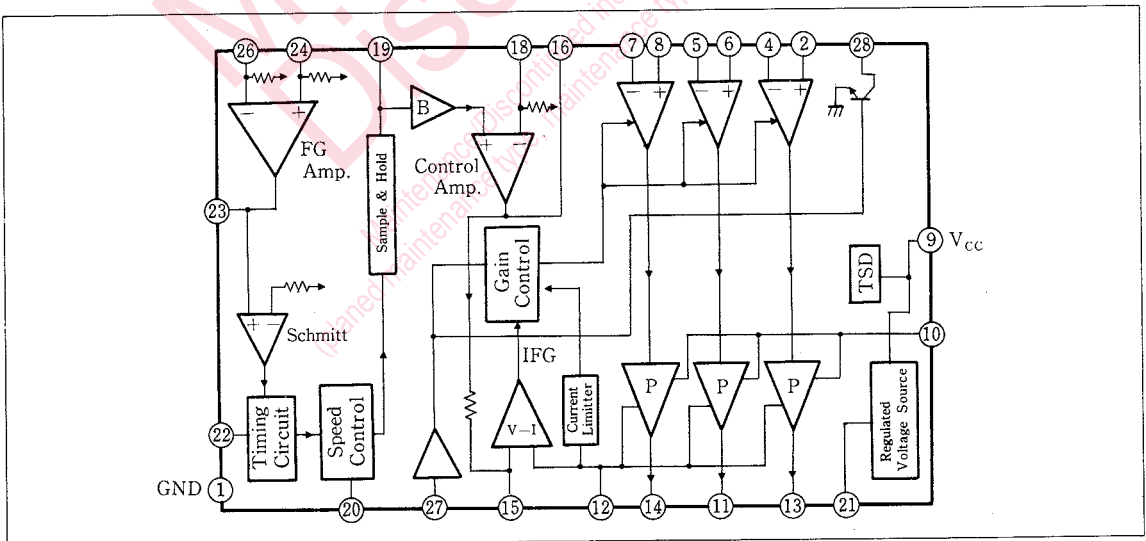 26
24
19
18
16
7
8
5
6
4
2
28
− +
FG
Amp.
B
+ −
Control
Amp.
− +
− +
− +
23
Sample & Hold
Gain
Control
TSD
9 VCC
10
+ −
Schmitt
IFG
Timing
Circuit
Speed
Control
V-I
Current
Limitter
P
P
P
Regulated
Voltage Source
22
GND 1
20
27
15
12
14
11
13
21